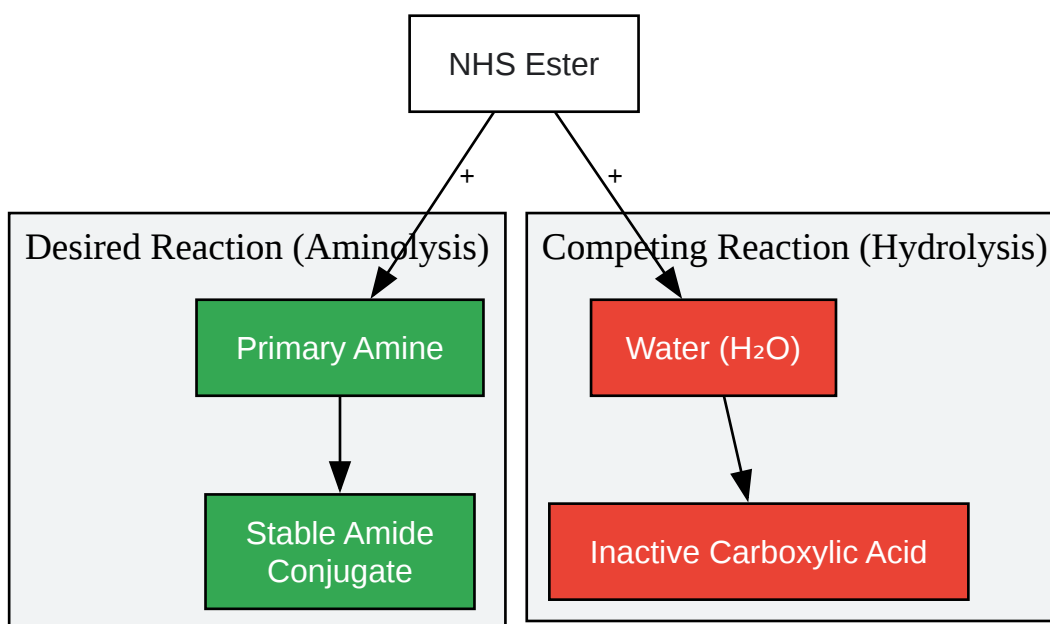 NHS Ester
+
+
Desired Reaction (Aminolysis)
Competing Reaction (Hydrolysis)
Primary Amine
Water (H₂O)
Stable Amide
Conjugate
Inactive Carboxylic Acid